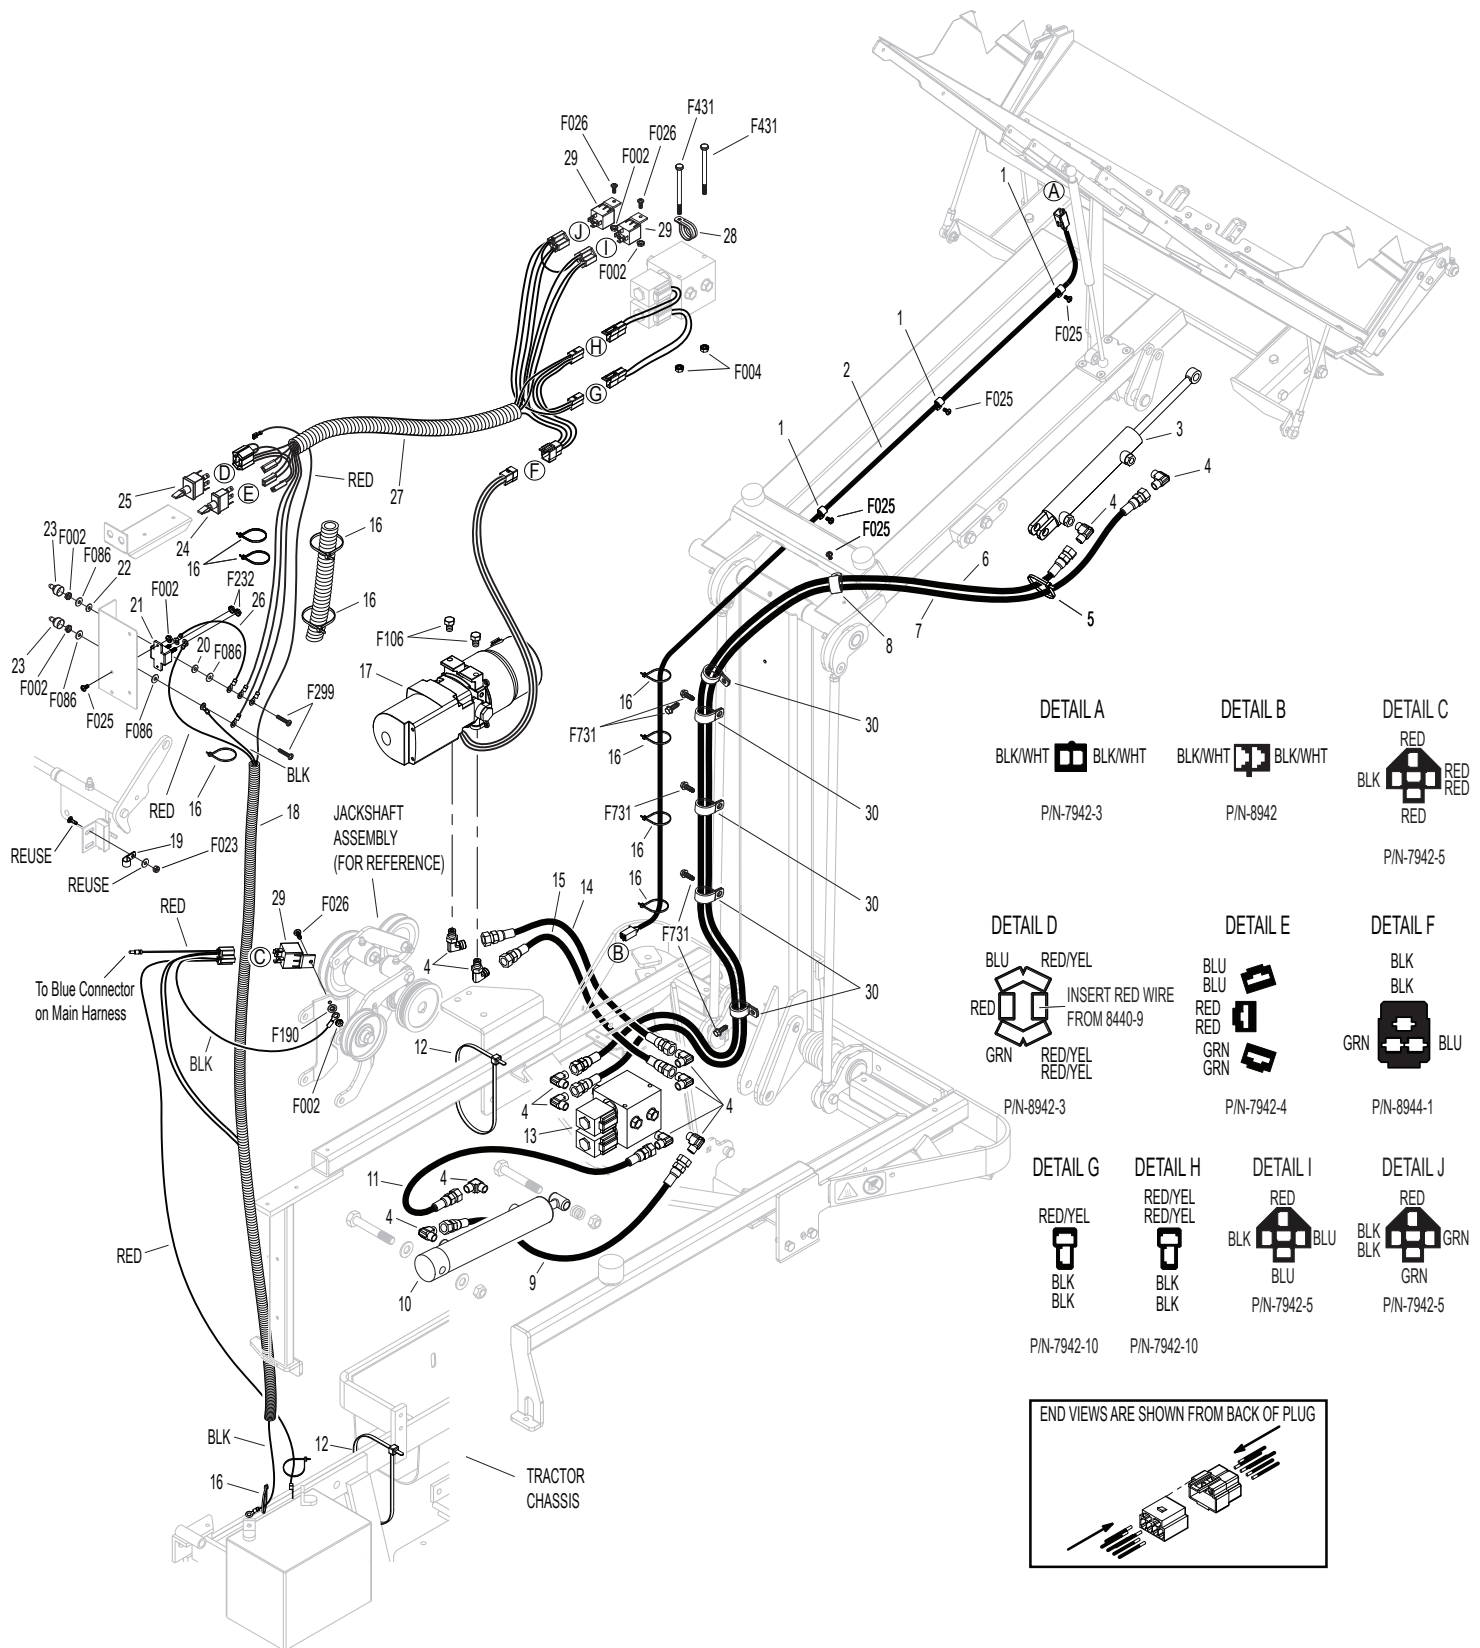 F431
F026
F431
F026
29
F002
1
A
J
29
28
I
F002
1
F025
H
1
F004
2
G
F025
1
3
D
F
4
RED
25
E
27
4
F025
16
F025
23
F002
24
F086
16
6
22
F002
F232
21
26
5
16
7
F106
8
20
F086
17
23
F002
F086
F299
16
30
F025
F086
F731
16
BLK
RED
16
18
30
F731
JACKSHAFT
ASSEMBLY
(FOR REFERENCE)
16
REUSE
19
F023
REUSE
16
14
15
30
RED
29
F026
F731
C
4
B
To Blue Connector
on Main Harness
30
F190
BLK
12
F002
4
4
13
11
4
4
RED
9
10
BLK
12
16
TRACTOR
CHASSIS
DETAIL A
BLK/WHT
BLK/WHT
P/N-7942-3
DETAIL B
BLK/WHT
BLK/WHT
P/N-8942
DETAIL C
RED
BLK
RED
RED
RED
P/N-7942-5
DETAIL D
BLU
RED/YEL
RED
INSERT RED WIRE
FROM 8440-9
GRN
RED/YEL
RED/YEL
P/N-8942-3
DETAIL E
BLU
BLU
RED
RED
GRN
GRN
P/N-7942-4
DETAIL F
BLK
BLK
GRN
BLU
P/N-8944-1
DETAIL G
RED/YEL
BLK
BLK
P/N-7942-10
DETAIL H
RED/YEL
RED/YEL
BLK
BLK
P/N-7942-10
DETAIL I
RED
BLK
BLU
BLU
P/N-7942-5
DETAIL J
RED
BLK
BLK
GRN
GRN
P/N-7942-5
END VIEWS ARE SHOWN FROM BACK OF PLUG